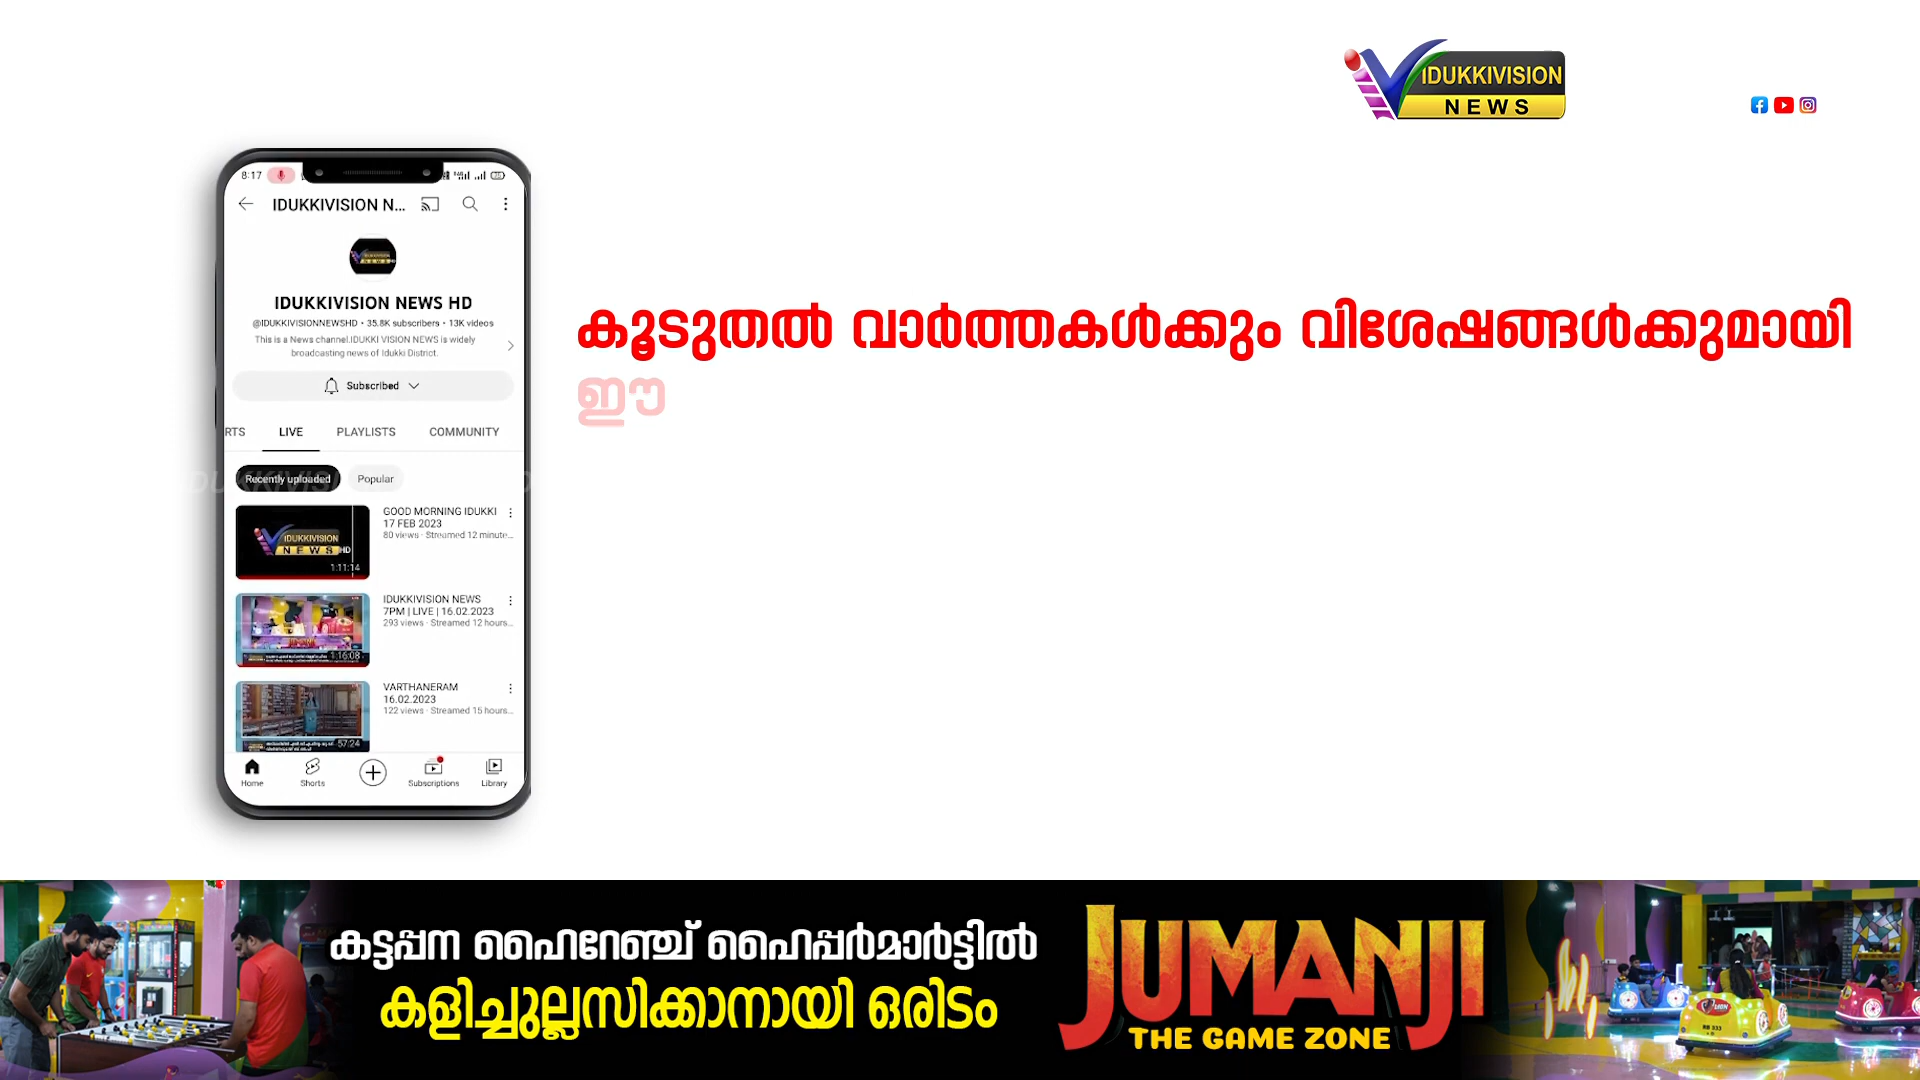 IDUKKIVISION
NEWS
8:17
IDUKKIVISION N...
IDUKKIVISION NEWS HD
@IDUKKIVISIONNEWSHD • 35.8K subscribers • 13K videos
This is a News channel.IDUKKI VISION NEWS is widely
broadcasting news of Idukki District.
Subscribed
RTS LIVE PLAYLISTS COMMUNITY
Recently uploaded Popular
GOOD MORNING IDUKKI
17 FEB 2023
80 views · Streamed 12 minute...
IDUKKIVISION
NEWS HD
1:11:14
IDUKKIVISION NEWS
7PM | LIVE | 16.02.2023
293 views · Streamed 12 hours...
1:16:08
VARTHANERAM
16.02.2023
122 views · Streamed 15 hours...
57:24
Home Shorts Subscriptions Library
കൂടുതൽ വാർത്തകൾക്കും വിശേഷങ്ങൾക്കുമായി
ഈ
കട്ടപ്പന ഹൈറേഞ്ച് ഹൈപ്പർമാർട്ടിൽ
കളിച്ചുല്ലസിക്കാനായി ഒരിടം
JUMANJI
THE GAME ZONE